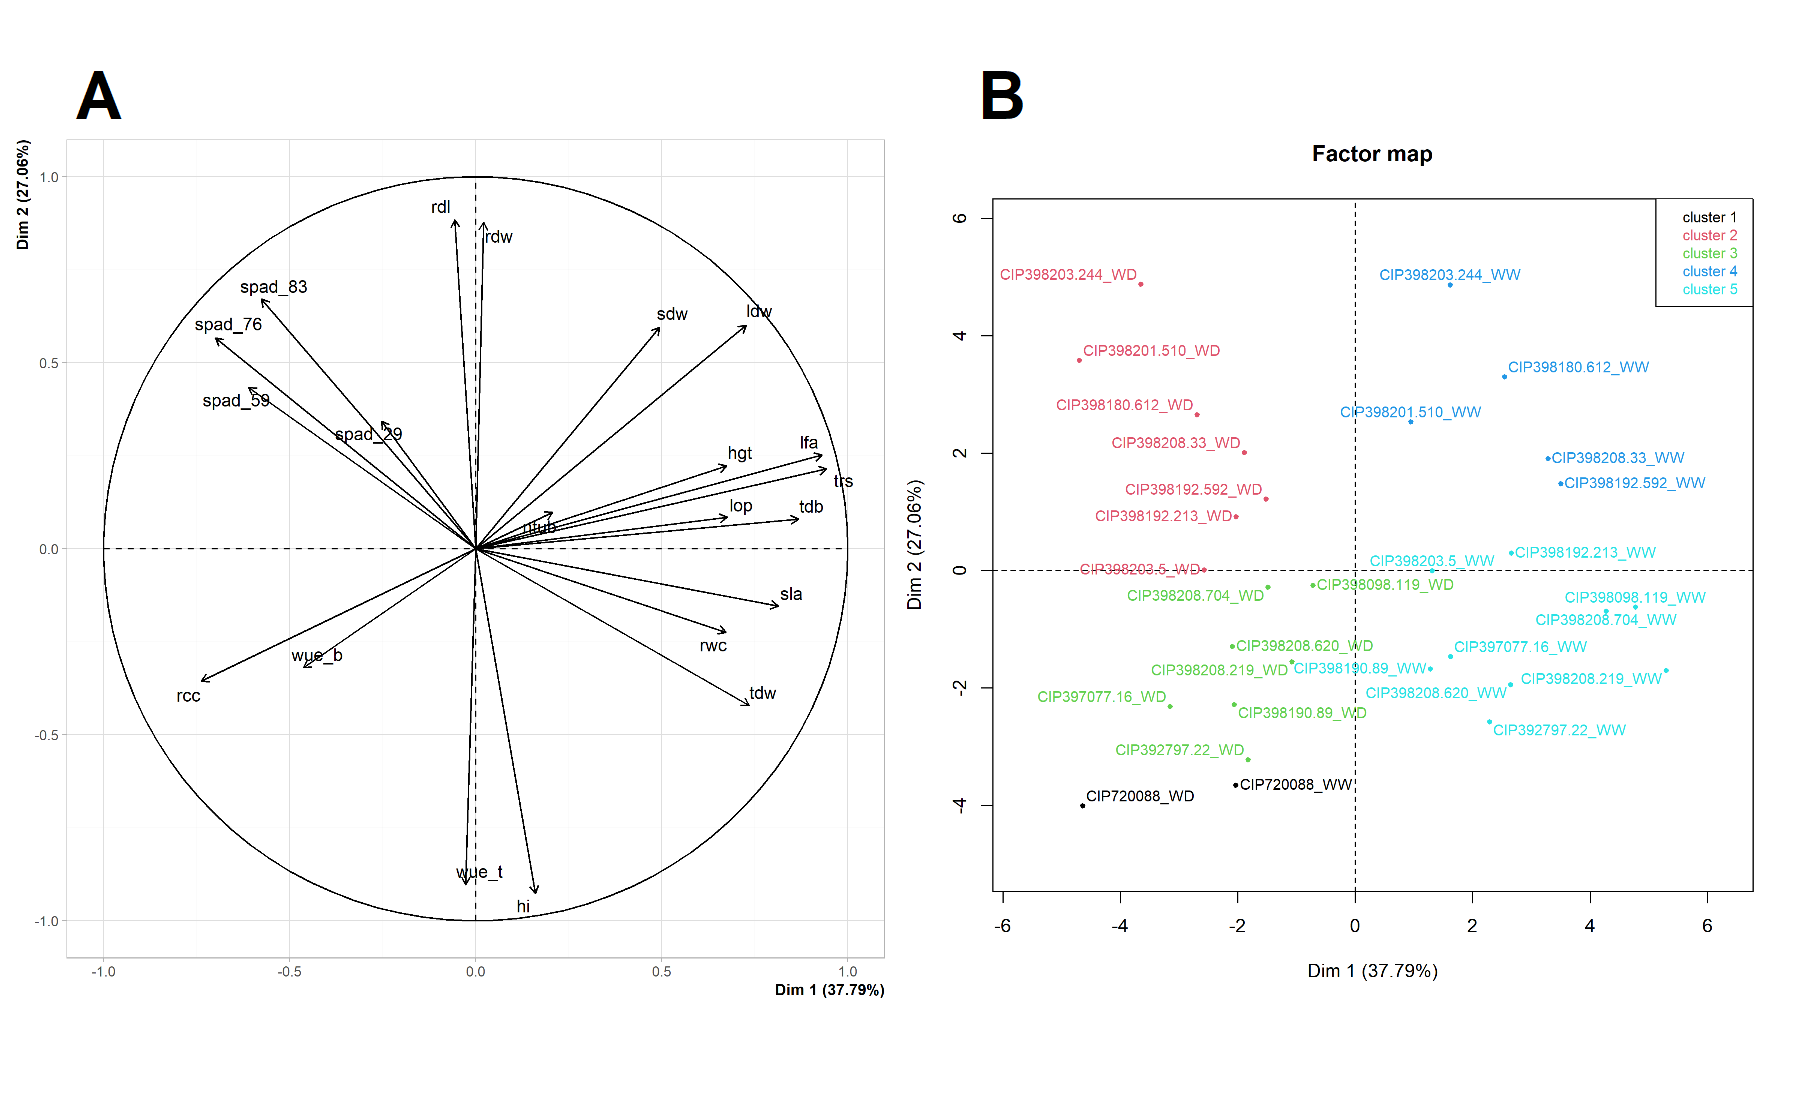 A
Dim 2 (27.06%)
1.0
0.5
0.0
-0.5
-1.0
rdl
rdw
spad_83
spad_76
spad_59
spad_29
sdw
ldw
hgt
lfa
trs
lop
tdb
ntub
sla
rwc
tdw
wue_b
rcc
wue_t
hi
-1.0
-0.5
0.0
0.5
1.0
Dim 1 (37.79%)
B
Factor map
cluster 1
cluster 2
cluster 3
cluster 4
cluster 5
Dim 2 (27.06%)
6
4
2
0
-2
-4
CIP398203.244_WD
CIP398203.244_WW
CIP398201.510_WD
CIP398180.612_WW
CIP398180.612_WD
CIP398201.510_WW
CIP398208.33_WD
CIP398208.33_WW
CIP398192.592_WD
CIP398192.592_WW
CIP398192.213_WD
CIP398192.213_WW
CIP398203.5_WW
CIP398203.5_WD
CIP398098.119_WD
CIP398208.704_WD
CIP398098.119_WW
CIP398208.704_WW
CIP398208.620_WD
CIP397077.16_WW
CIP398208.219_WD
CIP398190.89_WW
CIP398208.219_WW
CIP398208.620_WW
CIP397077.16_WD
CIP398190.89_WD
CIP392797.22_WW
CIP392797.22_WD
CIP720088_WW
CIP720088_WD
-6
-4
-2
0
2
4
6
Dim 1 (37.79%)